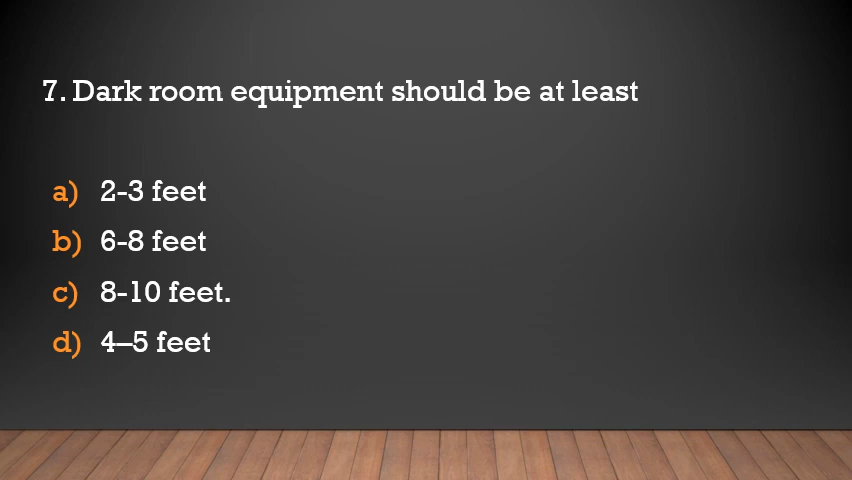 7. Dark room equipment should be at least
a) 2-3 feet
b) 6-8 feet
c) 8-10 feet.
d) 4–5 feet